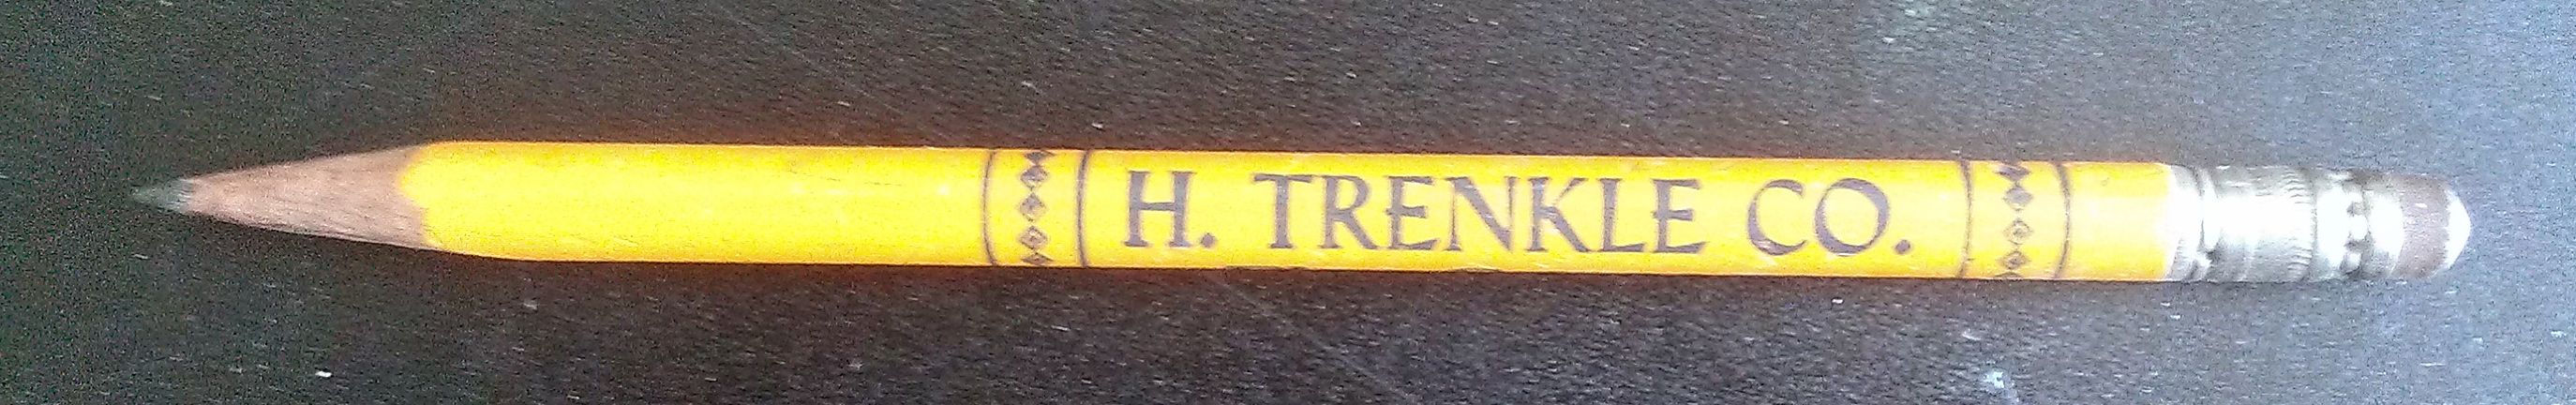 H. TRENKLE CO.